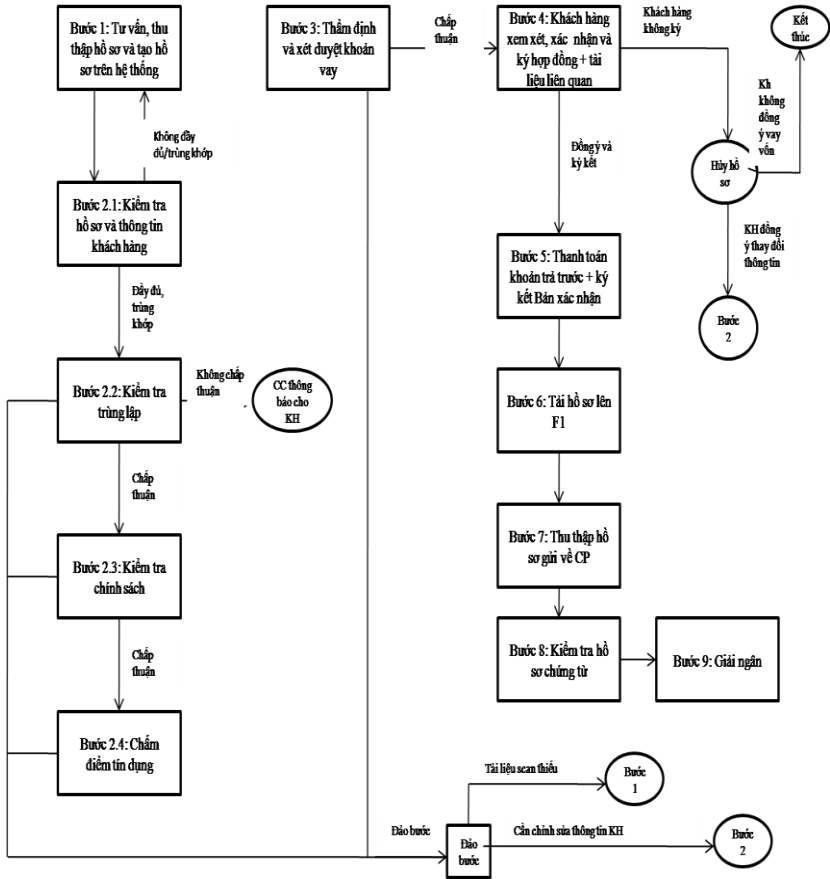 Bước 1: Tư vấn, thu
thập hồ sơ và tạo hồ
sơ trên hệ thống
Không đầy
đủ/trùng khớp
Bước 2.1: Kiểm tra
hồ sơ và thông tin
khách hàng
Đầy đủ,
trùng
khớp
Bước 2.2: Kiểm tra
trùng lập
Không chấp
thuận
CC thông
báo cho
KH
Chấp
thuận
Bước 2.3: Kiểm tra
chính sách
Chấp
thuận
Bước 2.4: Chấm
điểm tín dụng
Bước 3: Thẩm định
và xét duyệt khoản
vay
Chấp
thuận
Bước 4: Khách hàng
xem xét, xác nhận và
ký hợp đồng + tài
liệu liên quan
Khách hàng
không ký
Kết
thúc
Kh
không
đồng
ý vay
vốn
Hủy hồ
sơ
KH đồng
ý thay đổi
thông tin
Bước
2
Đồng ý và
ký kết
Bước 5: Thanh toán
khoản trả trước + ký
kết Bản xác nhận
Bước 6: Tải hồ sơ lên
F1
Bước 7: Thu thập hồ
sơ gửi về CP
Bước 8: Kiểm tra hồ
sơ chứng từ
Bước 9: Giải ngân
Đảo bước
Đảo
bước
Tài liệu scan thiếu
Bước
1
Cần chỉnh sửa thông tin KH
Bước
2